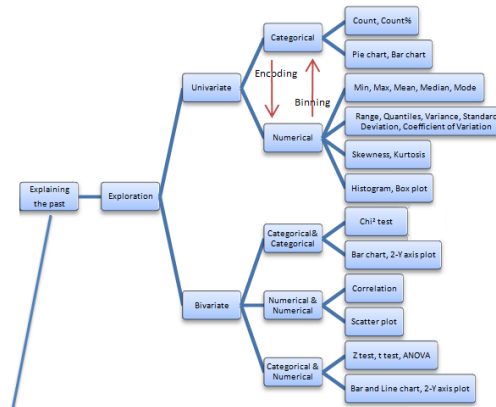 Categorical
Count, Count%
Pie chart, Bar chart
Encoding
Binning
Univariate
Numerical
Min, Max, Mean, Median, Mode
Range, Quantiles, Variance, Standard
Deviation, Coefficient of Variation
Skewness, Kurtosis
Histogram, Box plot
Explaining
the past
Exploration
Bivariate
Categorical&
Categorical
Chi² test
Bar chart, 2-Y axis plot
Numerical &
Numerical
Correlation
Scatter plot
Categorical &
Numerical
Z test, t test, ANOVA
Bar and Line chart, 2-Y axis plot